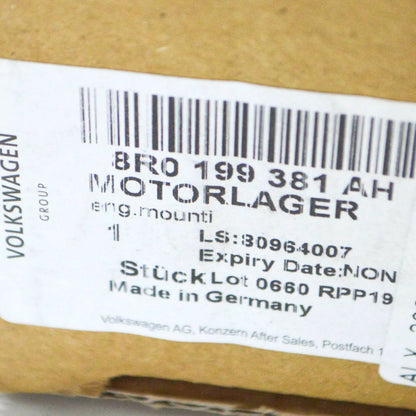 VOLKSWAGEN
GROUP
8R0 199 381 AH
MOTORLAGER
eng.mounti
1
LS:80964007
Expiry Date:NON
Stück Lot 0660 RPP19
Made in Germany
Volkswagen AG, Konzern After Sales, Postfach 1